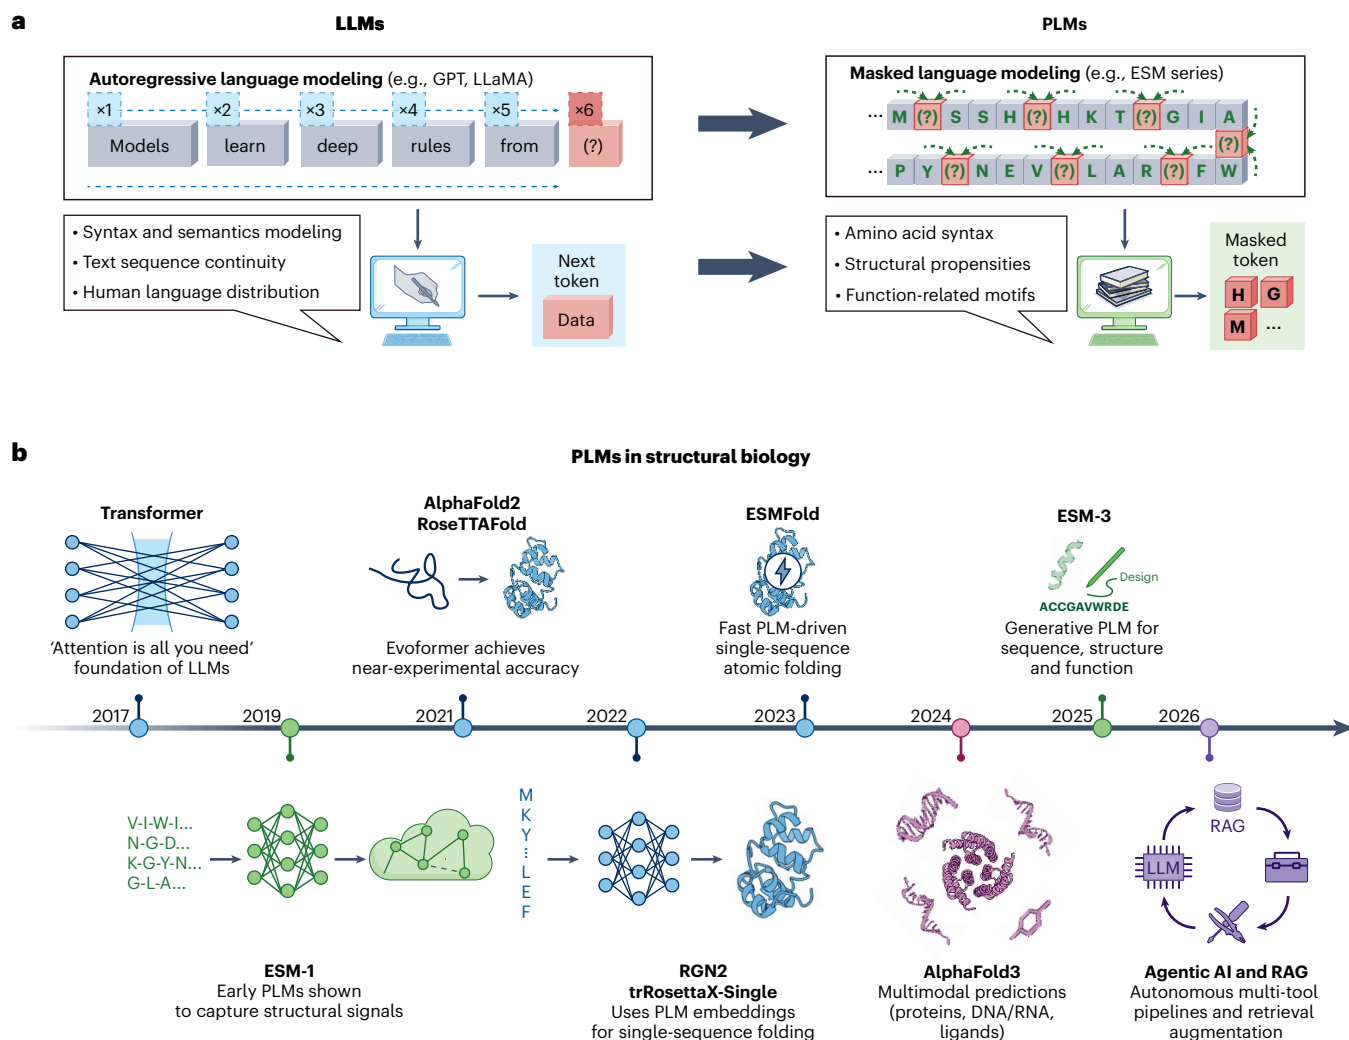 a
LLMs
PLMs
Autoregressive language modeling (e.g., GPT, LLaMA)
×1 ×2 ×3 ×4 ×5 ×6
Models learn deep rules from (?)
• Syntax and semantics modeling
• Text sequence continuity
• Human language distribution
Next
token
Data
Masked language modeling (e.g., ESM series)
... M (?) S S H (?) H K T (?) G I A
(?)
... P Y (?) N E V (?) L A R (?) F W
• Amino acid syntax
• Structural propensities
• Function-related motifs
Masked
token
H G
M ...
b
PLMs in structural biology
Transformer
'Attention is all you need'
foundation of LLMs
AlphaFold2
RoseTTAFold
Evoformer achieves
near-experimental accuracy
ESMFold
Fast PLM-driven
single-sequence
atomic folding
ESM-3
Design
ACCGAVWRDE
Generative PLM for
sequence, structure
and function
2017 2019 2021 2022 2023 2024 2025 2026
V-I-W-I...
N-G-D...
K-G-Y-N...
G-L-A...
ESM-1
Early PLMs shown
to capture structural signals
M
K
Y
⋮
L
E
F
RGN2
trRosettaX-Single
Uses PLM embeddings
for single-sequence folding
AlphaFold3
Multimodal predictions
(proteins, DNA/RNA,
ligands)
RAG
LLM
Agentic AI and RAG
Autonomous multi-tool
pipelines and retrieval
augmentation